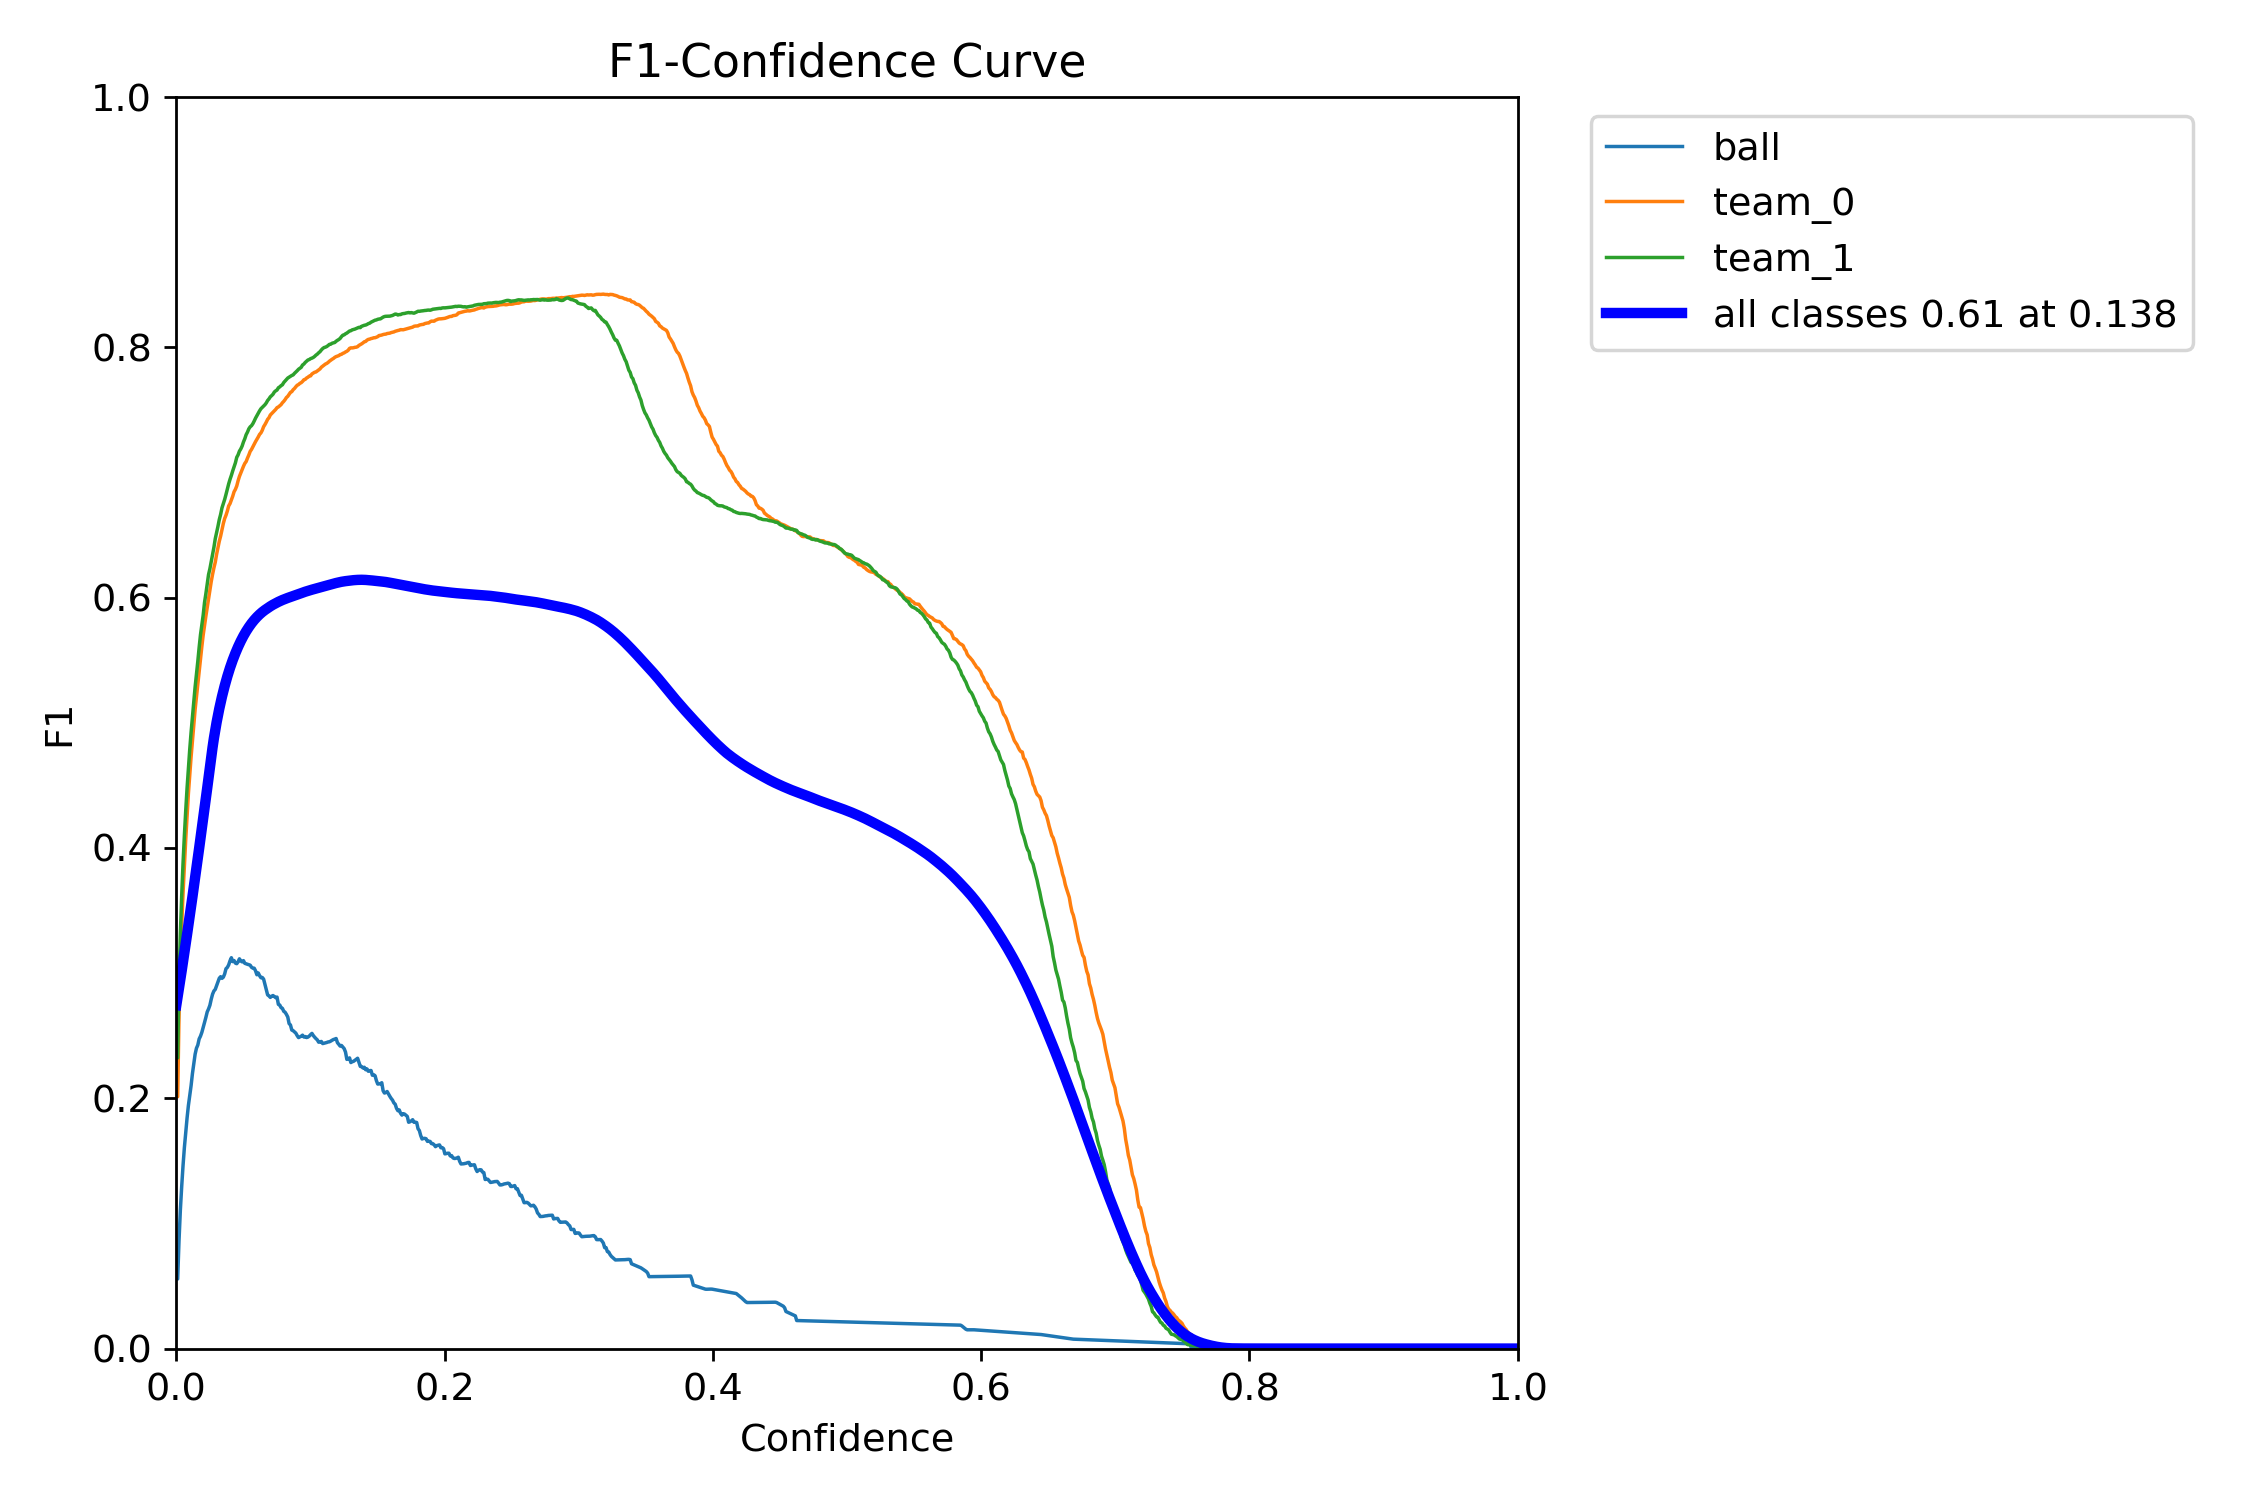 F1-Confidence Curve
1.0
0.8
0.6
0.4
0.2
0.0
F1
0.0 0.2 0.4 0.6 0.8 1.0
Confidence
ball
team_0
team_1
all classes 0.61 at 0.138